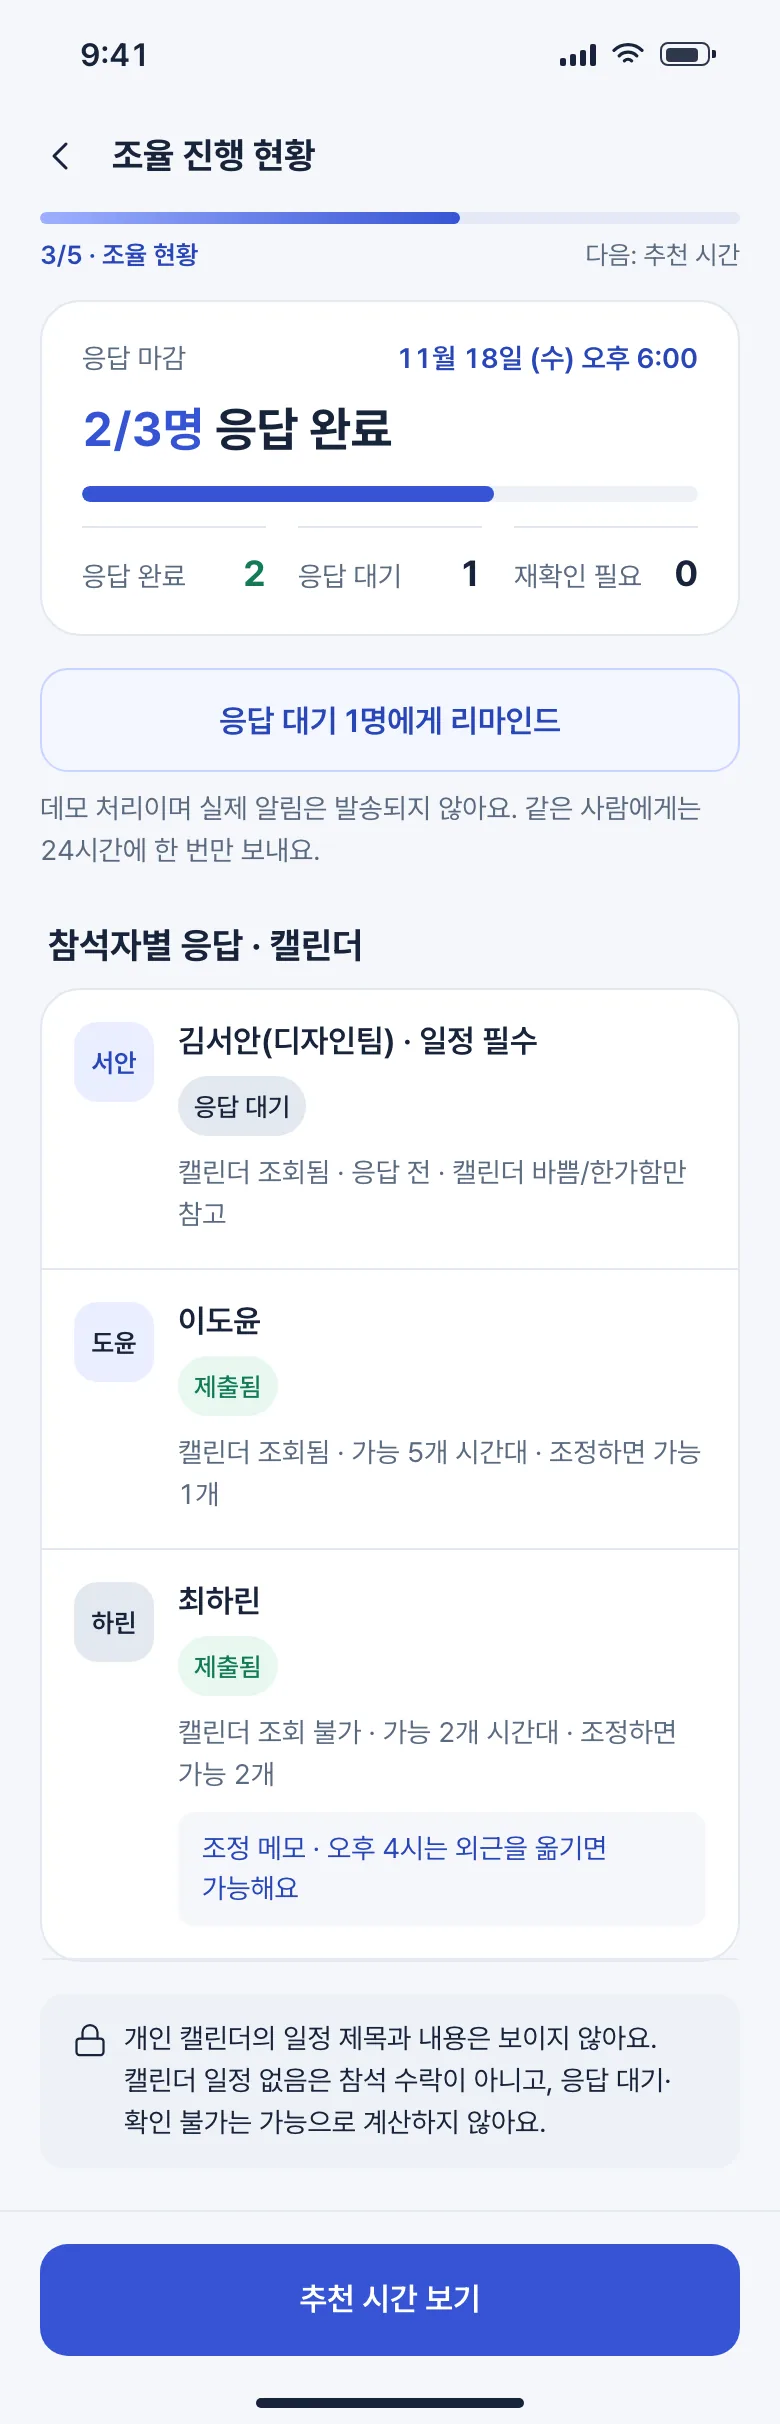 9:41
조율 진행 현황
3/5 · 조율 현황
다음: 추천 시간
응답 마감
11월 18일 (수) 오후 6:00
2/3명 응답 완료
응답 완료 2
응답 대기 1
재확인 필요 0
응답 대기 1명에게 리마인드
데모 처리이며 실제 알림은 발송되지 않아요. 같은 사람에게는
24시간에 한 번만 보내요.
참석자별 응답 · 캘린더
서안
김서안(디자인팀) · 일정 필수
응답 대기
캘린더 조회됨 · 응답 전 · 캘린더 바쁨/한가함만
참고
도윤
이도윤
제출됨
캘린더 조회됨 · 가능 5개 시간대 · 조정하면 가능
1개
하린
최하린
제출됨
캘린더 조회 불가 · 가능 2개 시간대 · 조정하면
가능 2개
조정 메모 · 오후 4시는 외근을 옮기면
가능해요
개인 캘린더의 일정 제목과 내용은 보이지 않아요.
캘린더 일정 없음은 참석 수락이 아니고, 응답 대기·
확인 불가는 가능으로 계산하지 않아요.
추천 시간 보기